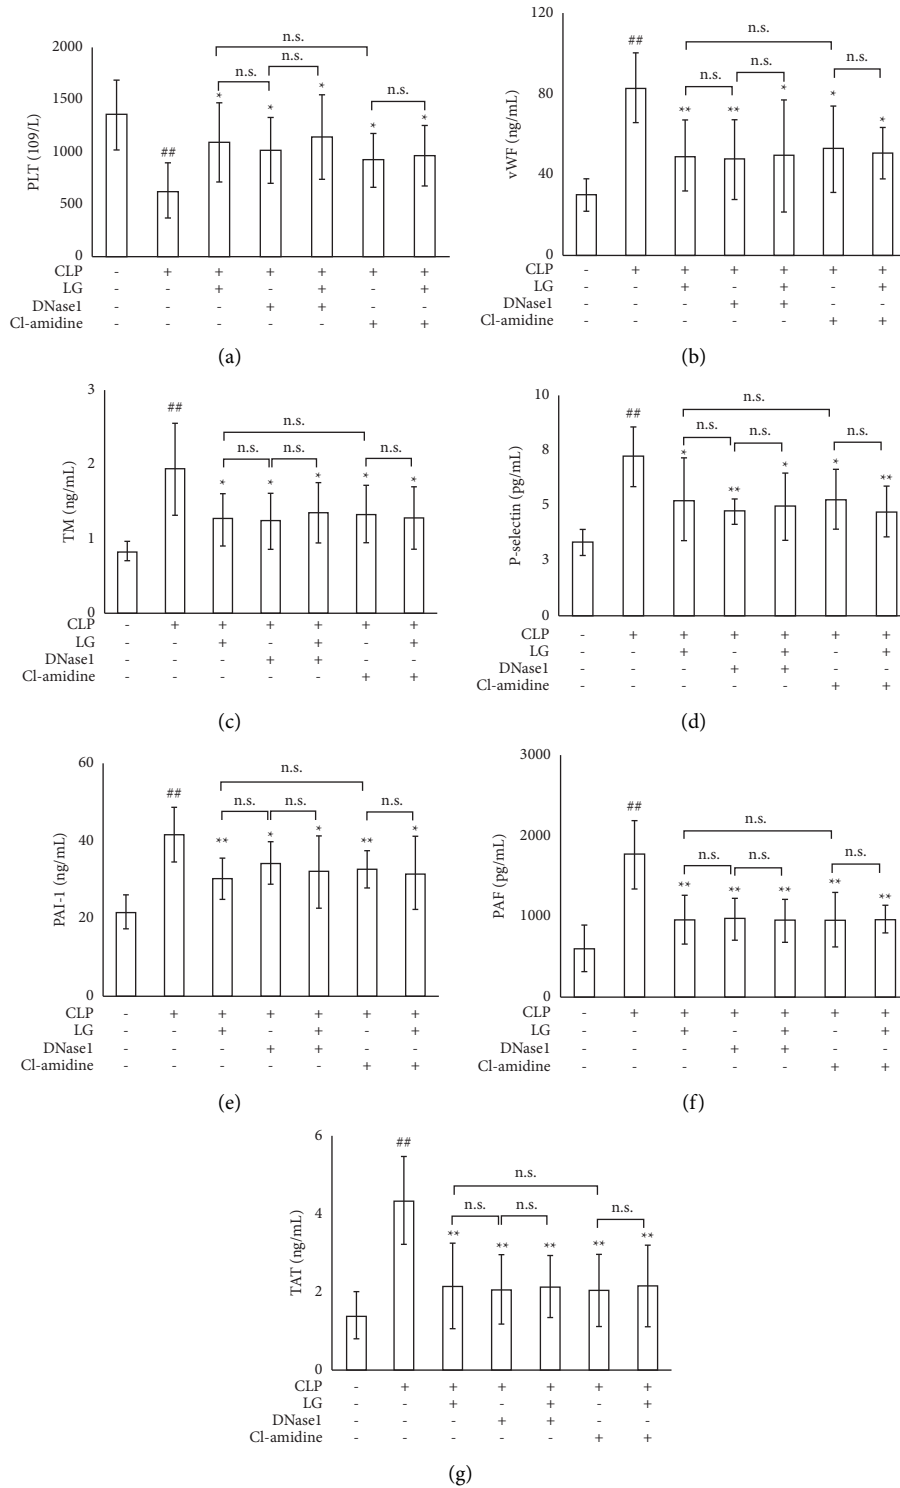 n.s.
2000
n.s.
n.s.
n.s.
1500
*
*
*
*
*
##
1000
500
0
PLT (109/L)
CLP - + + + + + +
LG - - + - + - +
DNase1 - - - + + - -
Cl-amidine - - - - - + +
(a)
120
##
n.s.
n.s.
n.s.
n.s.
80
**
**
*
*
*
40
0
vWF (ng/mL)
CLP - + + + + + +
LG - - + - + - +
DNase1 - - - + + - -
Cl-amidine - - - - - + +
(b)
3
##
n.s.
n.s.
n.s.
n.s.
2
*
*
*
*
*
1
0
TM (ng/mL)
CLP - + + + + + +
LG - - + - + - +
DNase1 - - - + + - -
Cl-amidine - - - - - + +
(c)
10
##
n.s.
n.s.
n.s.
n.s.
8
*
**
*
*
**
5
3
0
P-selectin (pg/mL)
CLP - + + + + + +
LG - - + - + - +
DNase1 - - - + + - -
Cl-amidine - - - - - + +
(d)
60
##
n.s.
n.s.
n.s.
n.s.
40
**
*
*
**
*
20
0
PAI-1 (ng/mL)
CLP - + + + + + +
LG - - + - + - +
DNase1 - - - + + - -
Cl-amidine - - - - - + +
(e)
3000
##
n.s.
n.s.
n.s.
n.s.
2000
**
**
**
**
**
1000
0
PAF (pg/mL)
CLP - + + + + + +
LG - - + - + - +
DNase1 - - - + + - -
Cl-amidine - - - - - + +
(f)
6
##
n.s.
n.s.
n.s.
n.s.
4
**
**
**
**
**
2
0
TAT (ng/mL)
CLP - + + + + + +
LG - - + - + - +
DNase1 - - - + + - -
Cl-amidine - - - - - + +
(g)